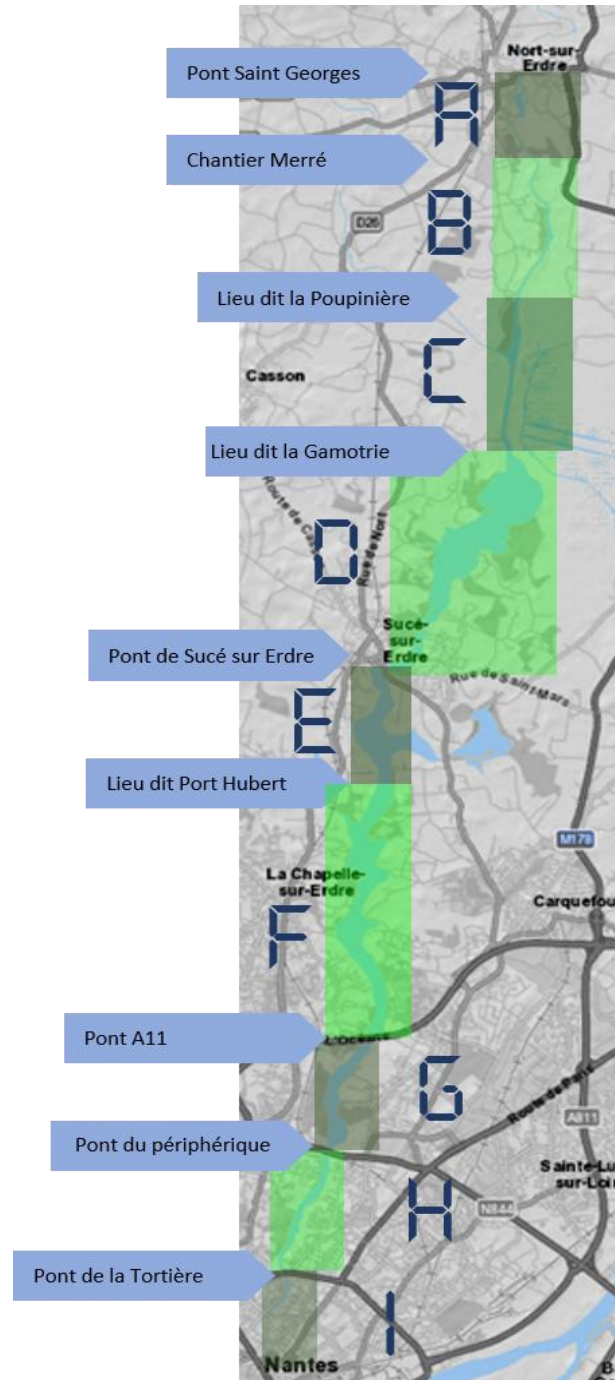 Nort-sur-
Erdre
Pont Saint Georges
A
Chantier Merré
B
D26
Lieu dit la Poupinière
C
Casson
Lieu dit la Gamotrie
Route de Casson
Rue de Nort
D
Sucé-
sur-
Erdre
Pont de Sucé sur Erdre
Rue de Saint-Mars
E
Lieu dit Port Hubert
M178
La Chapelle-
sur-Erdre
Carquefou
F
Pont A11
L'Océane
G
Route de Paris
A811
Pont du périphérique
Sainte-Lu
sur-Loir
H
N844
Pont de la Tortière
I
Nantes
B